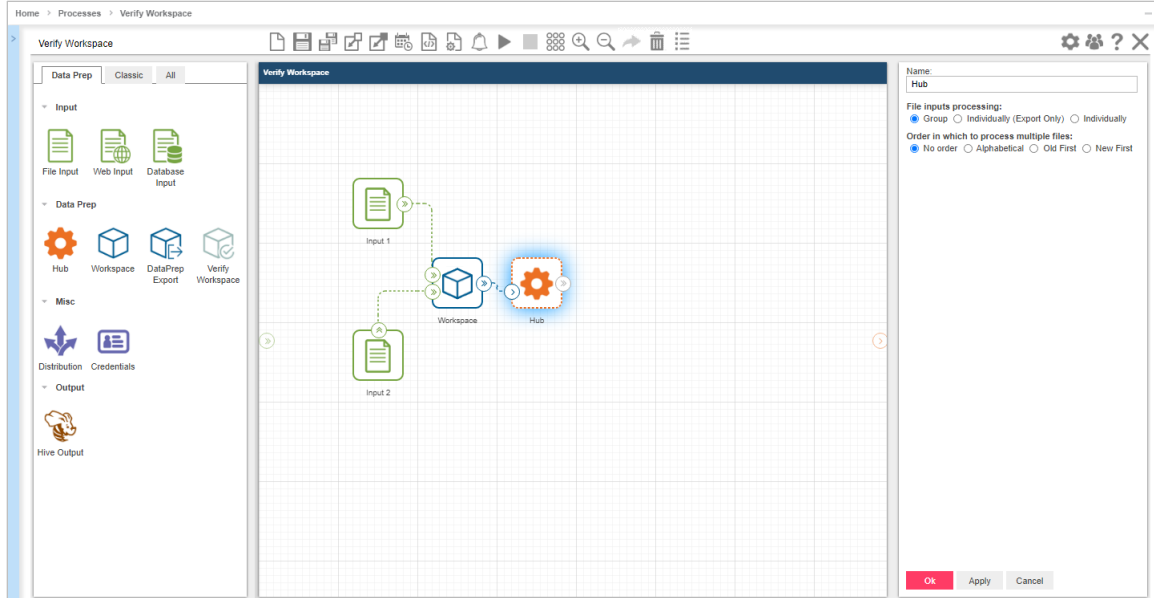 Home > Processes > Verify Workspace
Verify Workspace
Data Prep Classic All
Input
File Input Web Input Database Input
Data Prep
Hub Workspace DataPrep Export Verify Workspace
Misc
Distribution Credentials
Output
Hive Output
Verify Workspace
Input 1
Workspace Hub
Input 2
Name:
Hub
File inputs processing:
Group Individually (Export Only) Individually
Order in which to process multiple files:
No order Alphabetical Old First New First
Ok Apply Cancel